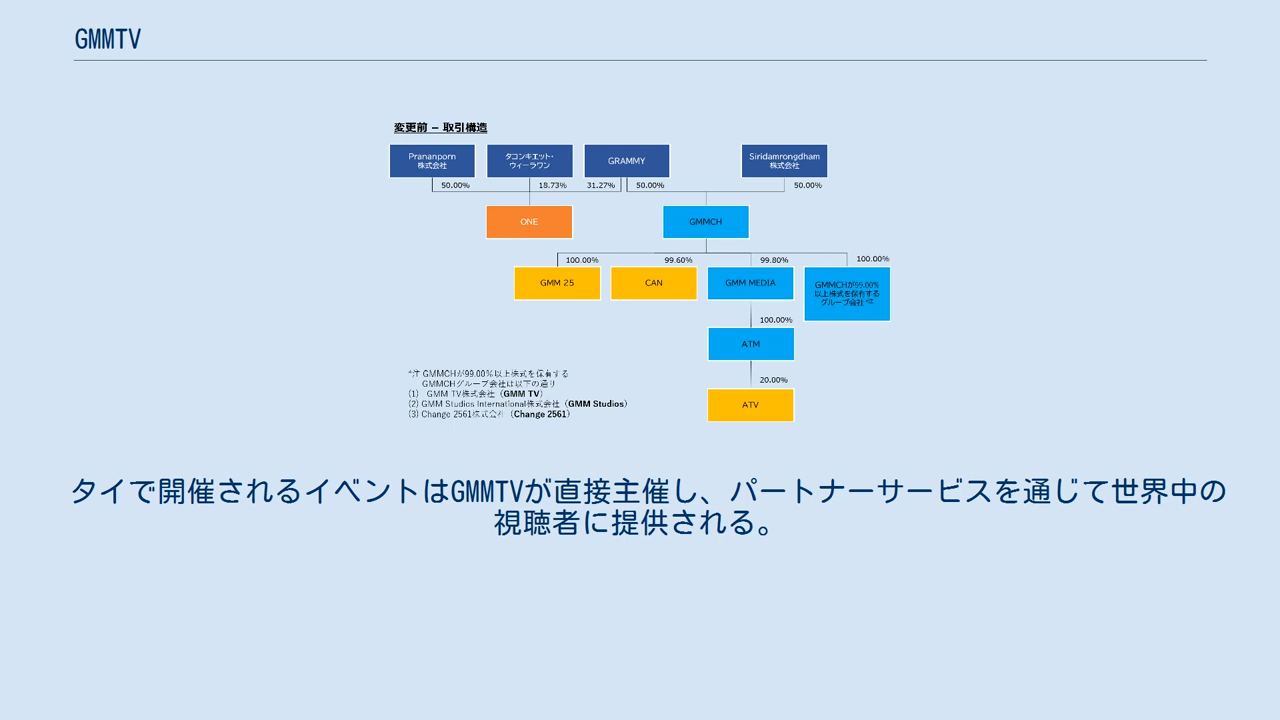 GMMTV
変更前 – 取引構造
Prananporn
株式会社
タコンキエット・
ウィーラワン
GRAMMY
Siridamrongdham
株式会社
50.00%
18.73%
31.27%
50.00%
50.00%
ONE
GMMCH
100.00%
99.60%
99.80%
100.00%
GMM 25
CAN
GMM MEDIA
GMMCHが99.00%
以上株式を保有する
グループ会社*注
100.00%
ATM
20.00%
ATV
*注 GMMCHが99.00%以上株式を保有する
GMMCHグループ会社は以下の通り
(1) GMM TV株式会社（GMM TV）
(2) GMM Studios International株式会社（GMM Studios）
(3) Change 2561株式会社（Change 2561）
タイで開催されるイベントはGMMTVが直接主催し、パートナーサービスを通じて世界中の
視聴者に提供される。